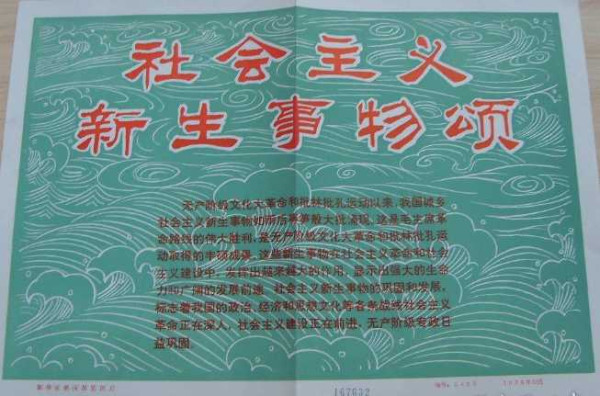 社会主义
新生事物颂
无产阶级文化大革命和批林批孔运动以来，我国城乡
社会主义新生事物如雨后春笋般大批涌现。这是毛主席革
命路线的伟大胜利，是无产阶级文化大革命和批林批孔运
动取得的丰硕成果。这些新生事物在社会主义革命和社会
主义建设中，发挥出越来越大的作用，显示出强大的生命
力和广阔的发展前途。社会主义新生事物的巩固和发展，
标志着我国的政治、经济和思想文化等各条战线社会主义
革命正在深入，社会主义建设正在前进，无产阶级专政日
益巩固。
新华社新闻展览照片
167632